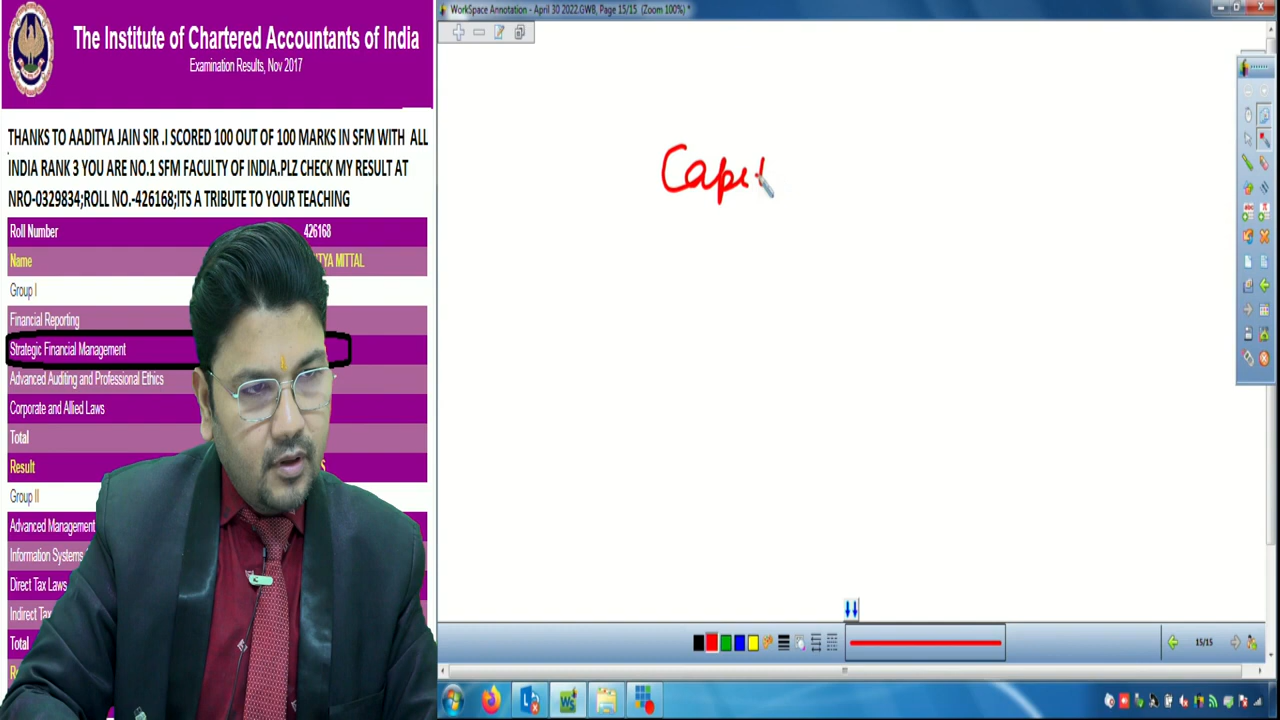 WorkSpace Annotation - April 30 2022.GWB, Page 15/15 (Zoom 100%) *
The Institute of Chartered Accountants of India
Examination Results, Nov 2017
THANKS TO AADITYA JAIN SIR .I SCORED 100 OUT OF 100 MARKS IN SFM WITH ALL
INDIA RANK 3 YOU ARE NO.1 SFM FACULTY OF INDIA.PLZ CHECK MY RESULT AT
NRO-0329834;ROLL NO.-426168;ITS A TRIBUTE TO YOUR TEACHING
Roll Number 426168
Name TYA MITTAL
Group I
Financial Reporting
Strategic Financial Management
Advanced Auditing and Professional Ethics
Corporate and Allied Laws
Total
Result S
Group II
Advanced Management
Information Systems
Direct Tax Laws
Indirect Tax
Total
Capit
15/15